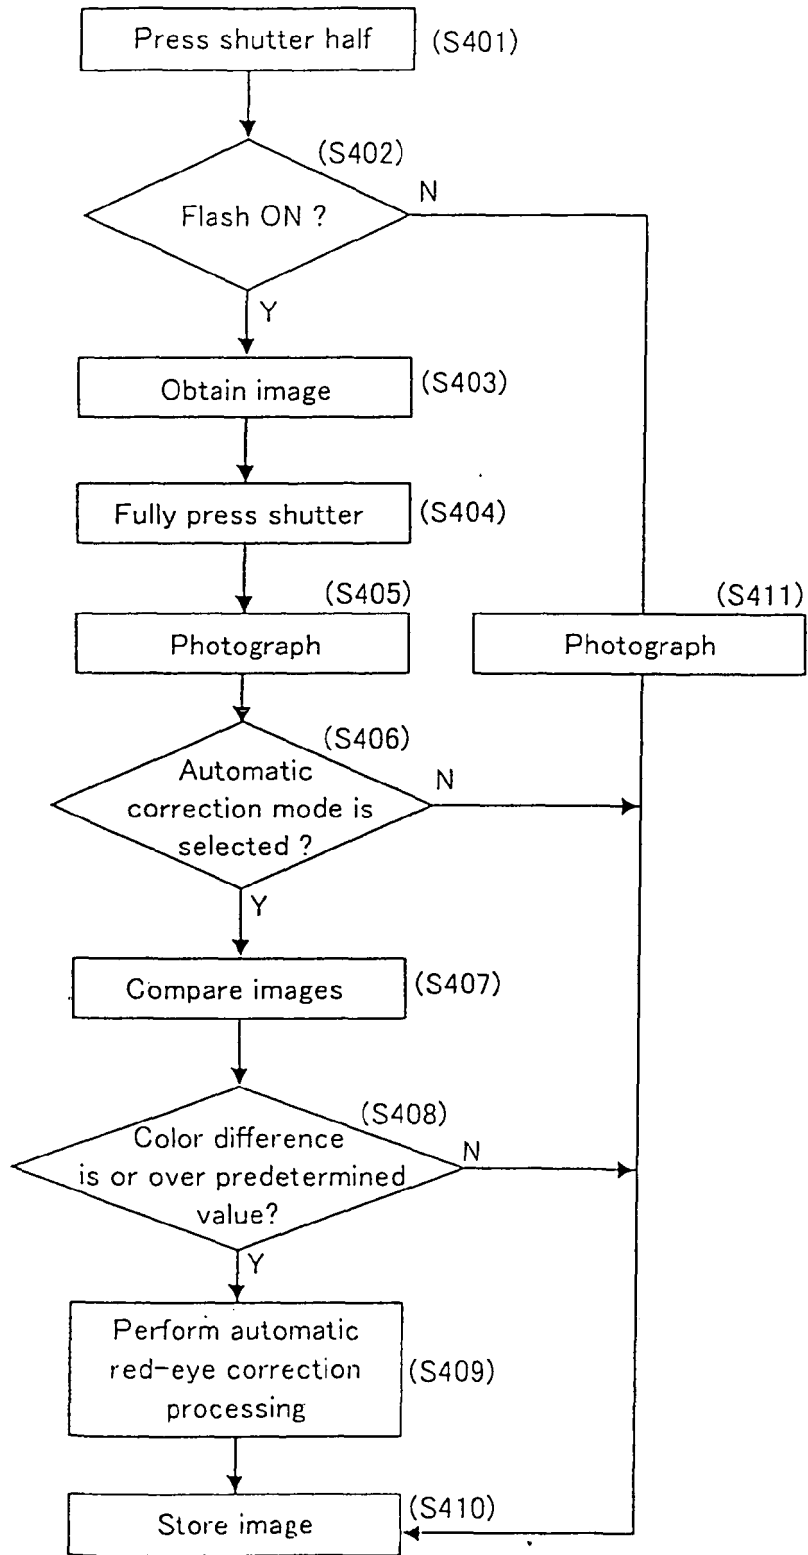 Press shutter half (S401)
(S402)
Flash ON ?
N
Y
Obtain image (S403)
Fully press shutter (S404)
(S405)
Photograph
(S411)
Photograph
(S406)
Automatic
correction mode is
selected ?
N
Y
Compare images (S407)
(S408)
Color difference
is or over predetermined
value?
N
Y
Perform automatic
red-eye correction
processing
(S409)
Store image (S410)